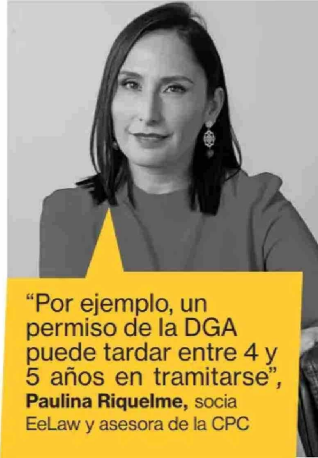 “Por ejemplo, un
permiso de la DGA
puede tardar entre 4 y
5 años en tramitarse”,
Paulina Riquelme, socia
EeLaw y asesora de la CPC